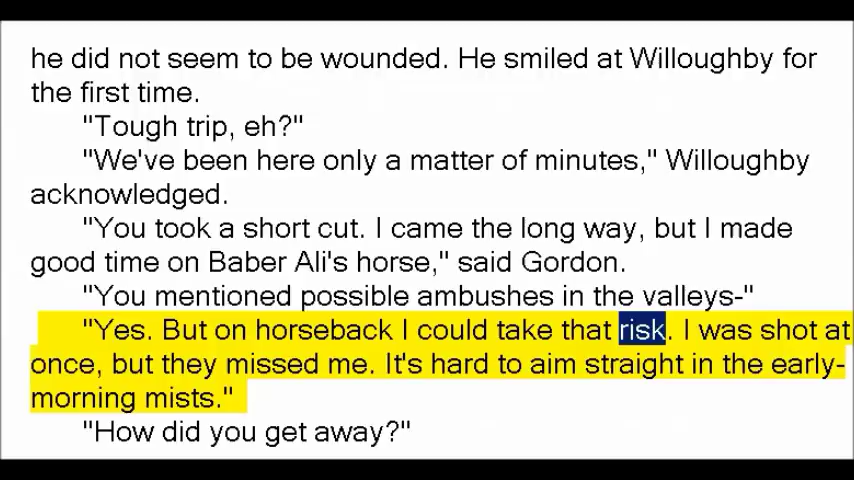 he did not seem to be wounded. He smiled at Willoughby for
the first time.
"Tough trip, eh?"
"We've been here only a matter of minutes," Willoughby
acknowledged.
"You took a short cut. I came the long way, but I made
good time on Baber Ali's horse," said Gordon.
"You mentioned possible ambushes in the valleys-"
"Yes. But on horseback I could take that risk. I was shot at
once, but they missed me. It's hard to aim straight in the early-
morning mists."
"How did you get away?"